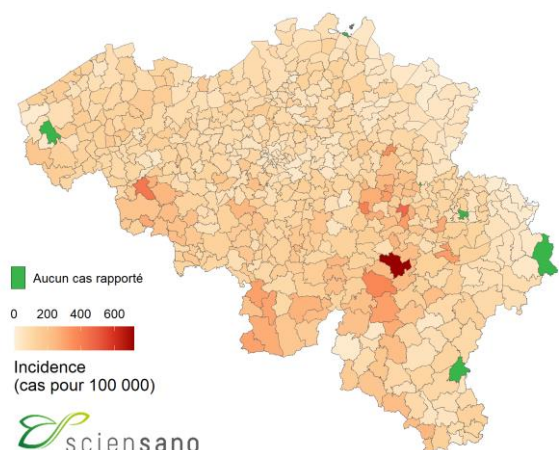 Aucun cas rapporté
0 200 400 600
Incidence
(cas pour 100 000)
sciensano